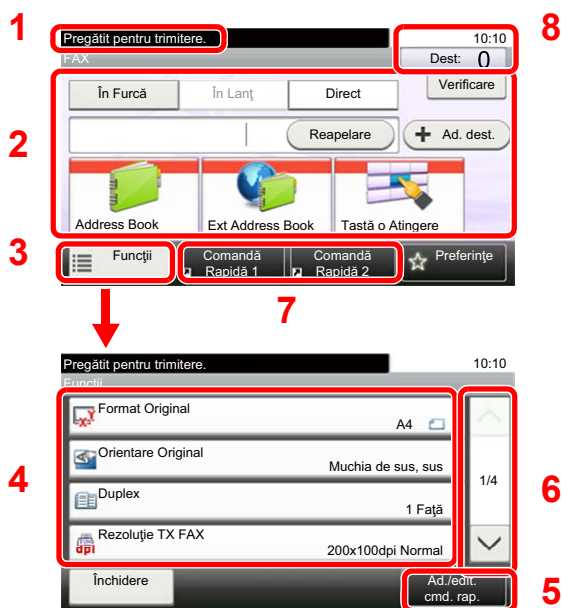 1
Pregătit pentru trimitere.
10:10
8
FAX
Dest: 0
În Furcă
În Lanţ
Direct
Verificare
2
Reapelare
+ Ad. dest.
Address Book
Ext Address Book
Tastă o Atingere
3
Funcţii
Comandă
Rapidă 1
Comandă
Rapidă 2
Preferinţe
7
Pregătit pentru trimitere.
10:10
Funcţii
Format Original
A4
Orientare Original
Muchia de sus, sus
4
1/4
6
Duplex
1 Faţă
Rezoluţie TX FAX
dpi
200x100dpi Normal
Închidere
Ad./edit.
cmd. rap.
5